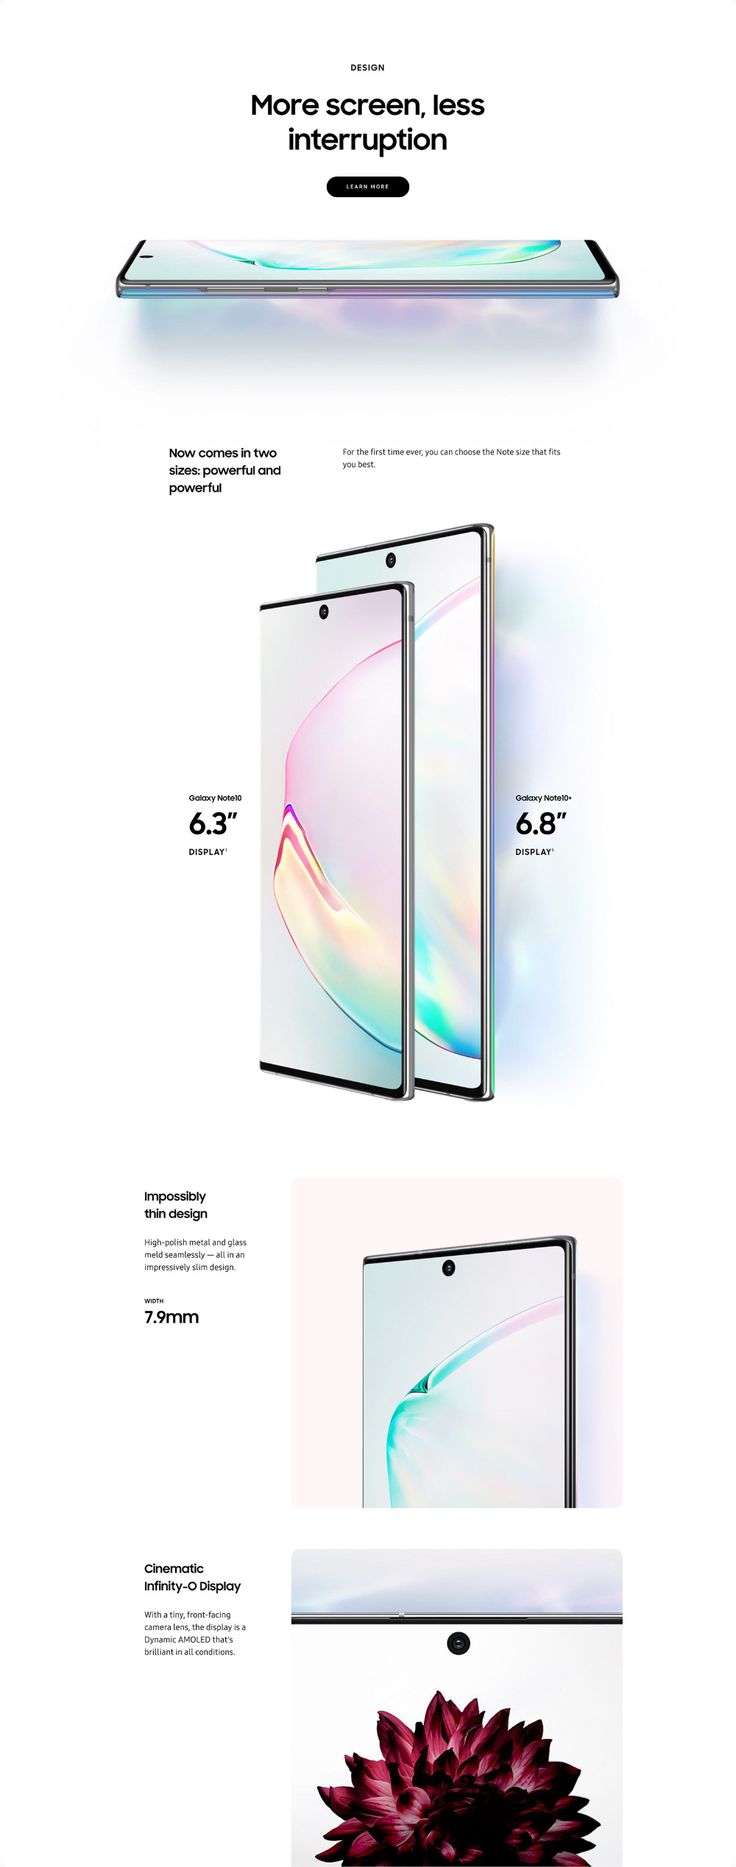 DESIGN
More screen, less
interruption
LEARN MORE
Now comes in two
sizes: powerful and
powerful
For the first time ever, you can choose the Note size that fits
you best.
Galaxy Note10
6.3”
DISPLAY¹
Galaxy Note10+
6.8”
DISPLAY¹
Impossibly
thin design
High-polish metal and glass
meld seamlessly — all in an
impressively slim design.
WIDTH
7.9mm
Cinematic
Infinity-O Display
With a tiny, front-facing
camera lens, the display is a
Dynamic AMOLED that's
brilliant in all conditions.